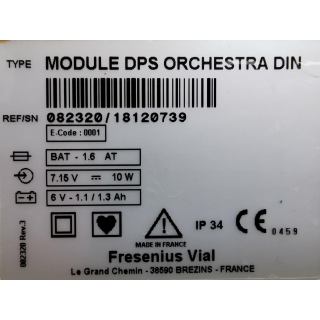 TYPE MODULE DPS ORCHESTRA DIN
REF/SN 082320/18120739
E-Code : 0001
BAT - 1.6 AT
7.15 V 10 W
6 V - 1.1 / 1.3 Ah
IP 34 CE 0459
MADE IN FRANCE
Fresenius Vial
Le Grand Chemin - 38590 BREZINS - FRANCE
082320 Rev.3